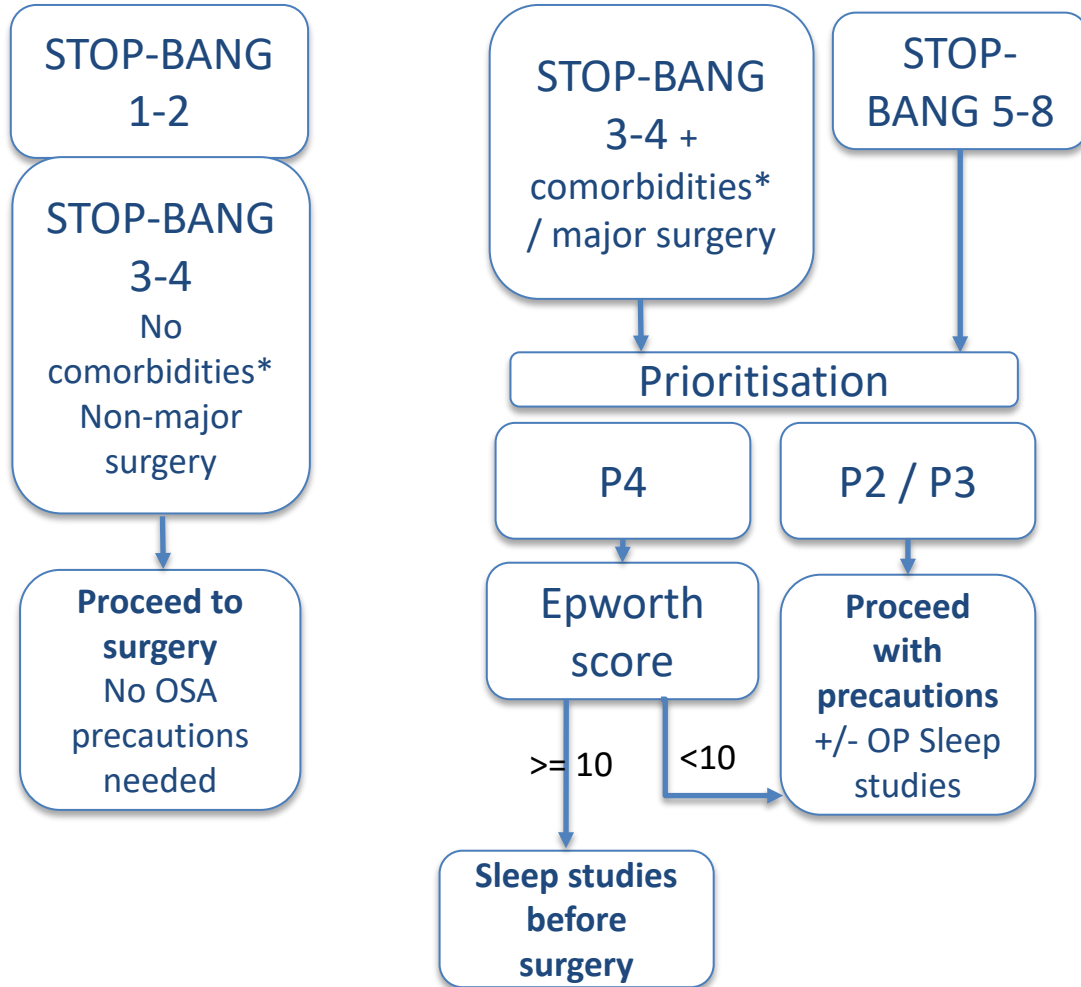 STOP-BANG
1-2
STOP-BANG
3-4
No
comorbidities*
Non-major
surgery
Proceed to
surgery
No OSA
precautions
needed
STOP-BANG
3-4 +
comorbidities*
/ major surgery
STOP-
BANG 5-8
Prioritisation
P4
P2 / P3
Epworth
score
Proceed
with
precautions
+/- OP Sleep
studies
>= 10
<10
Sleep studies
before
surgery